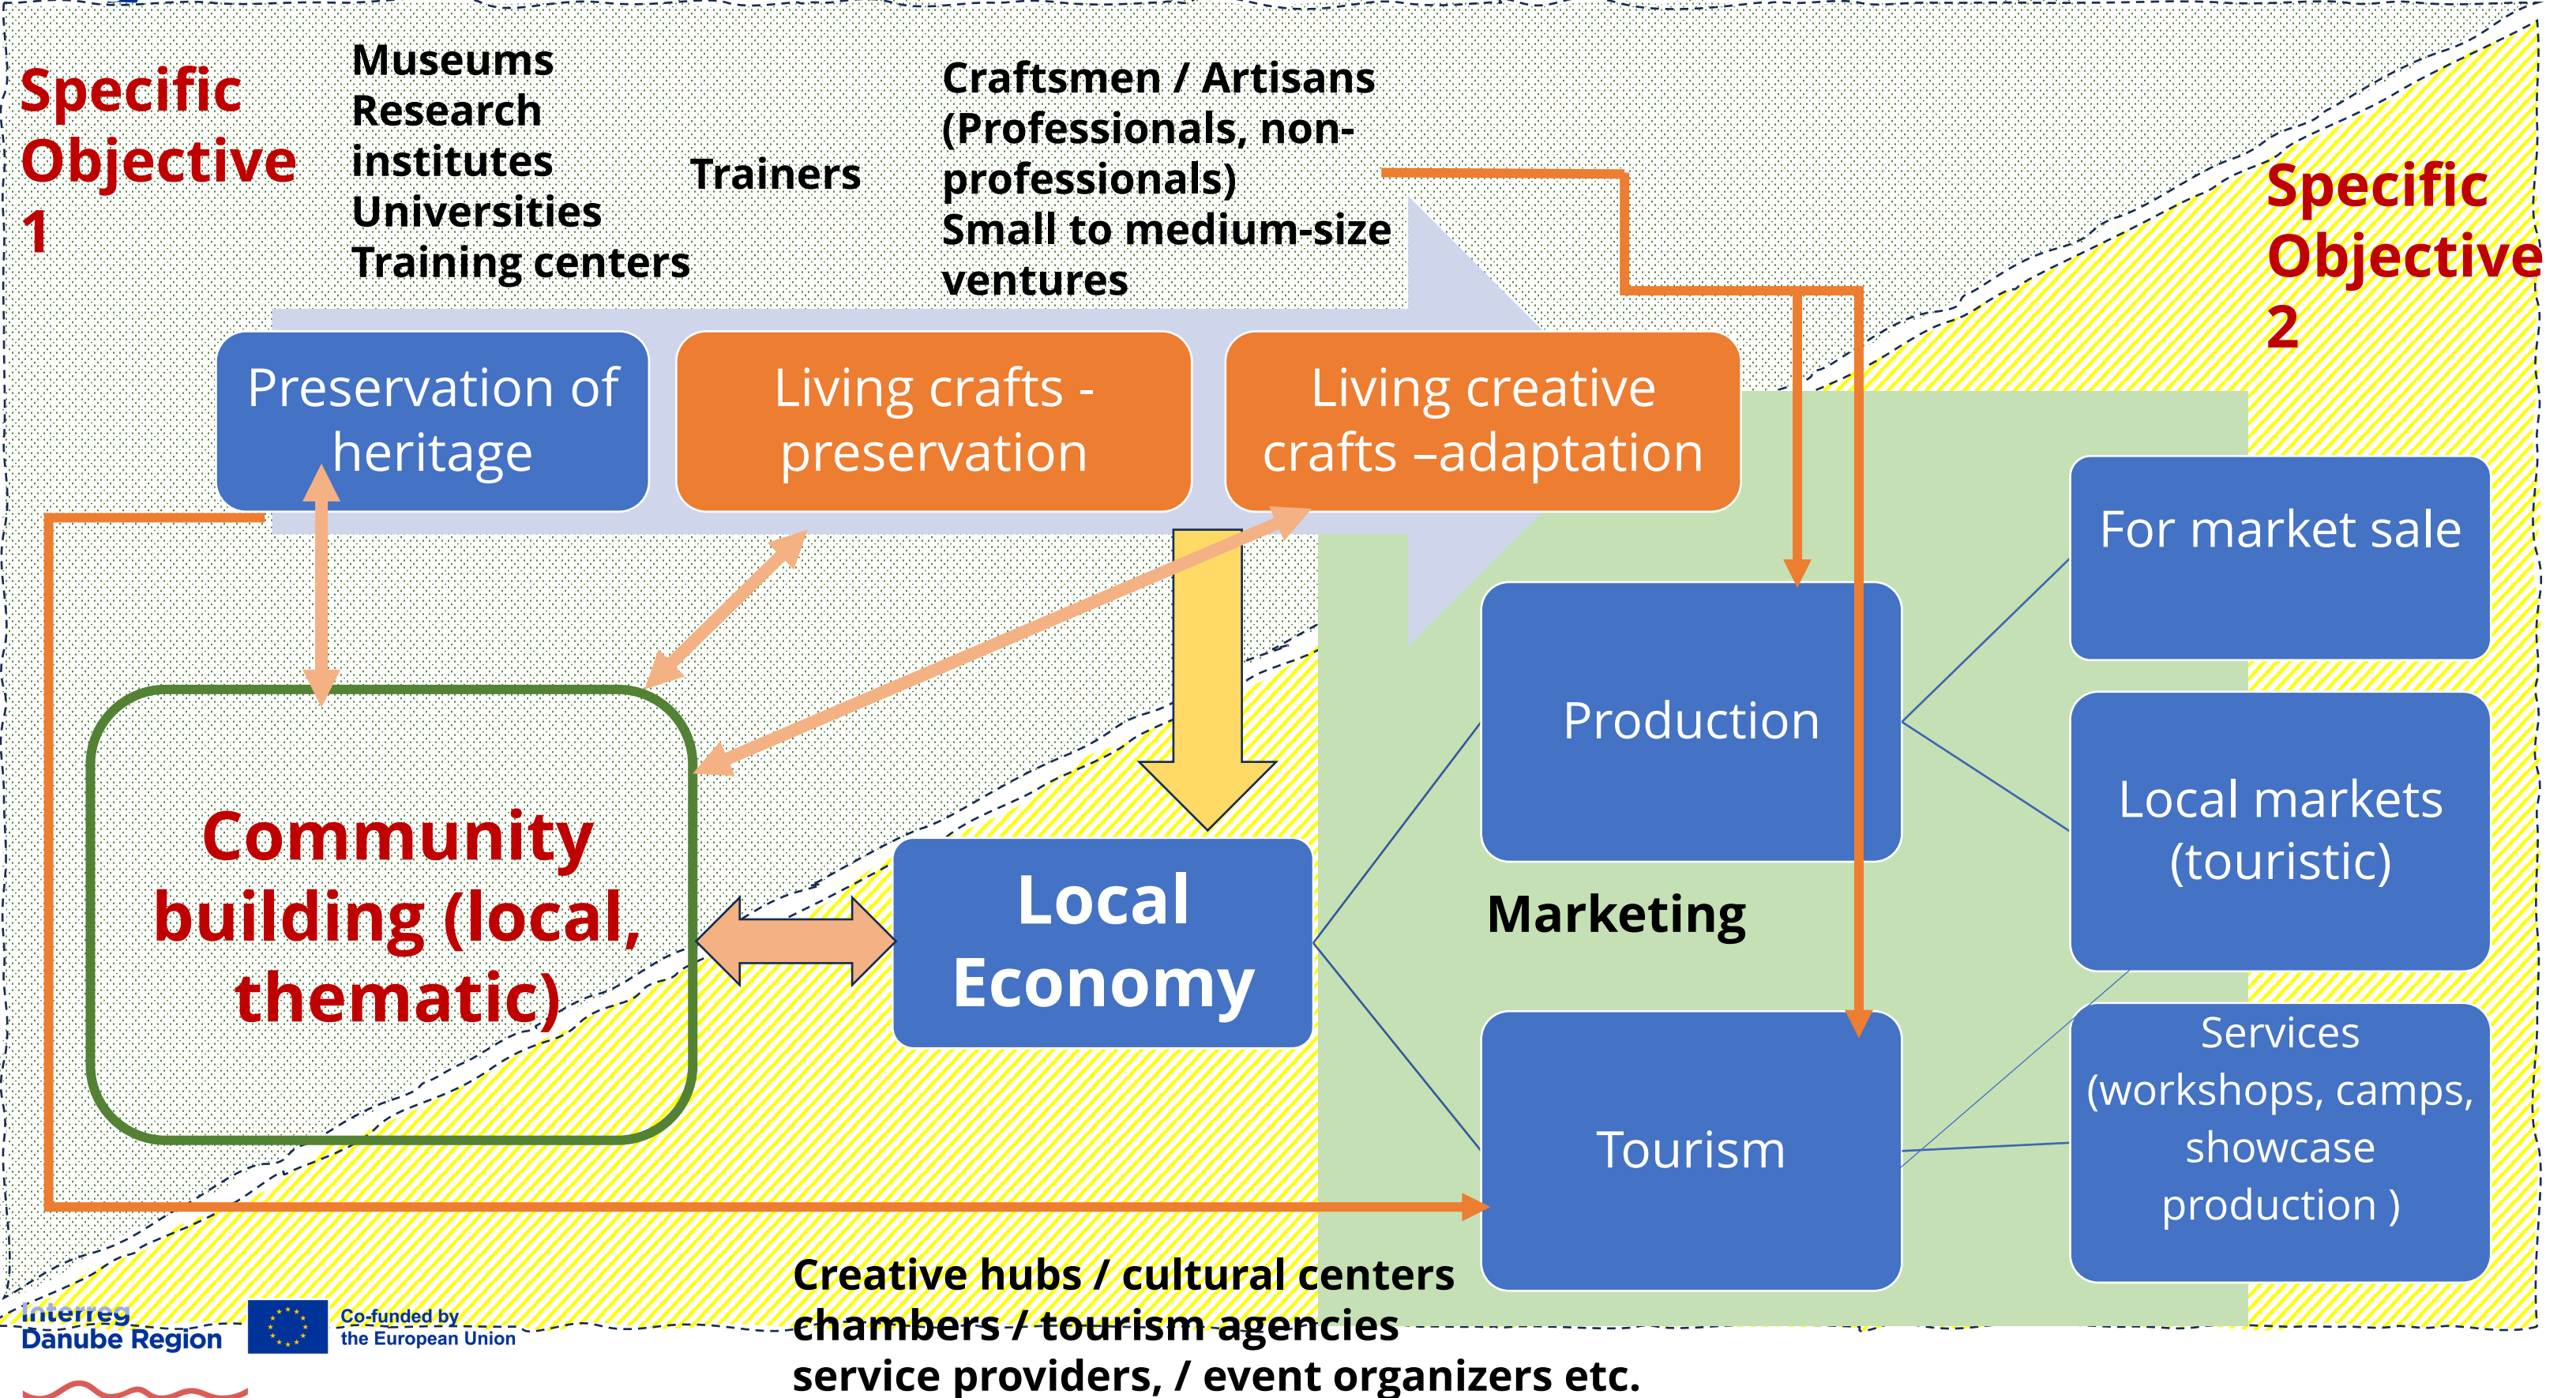 Specific
Objective
1
Museums
Research
institutes
Universities
Training centers
Trainers
Craftsmen / Artisans
(Professionals, non-
professionals)
Small to medium-size
ventures
Specific
Objective
2
Preservation of
heritage
Living crafts -
preservation
Living creative
crafts –adaptation
For market sale
Production
Local markets
(touristic)
Community
building (local,
thematic)
Local
Economy
Marketing
Services
(workshops, camps,
showcase
production )
Tourism
Creative hubs / cultural centers
chambers / tourism agencies
service providers, / event organizers etc.
Interreg
Danube Region
Co-funded by
the European Union